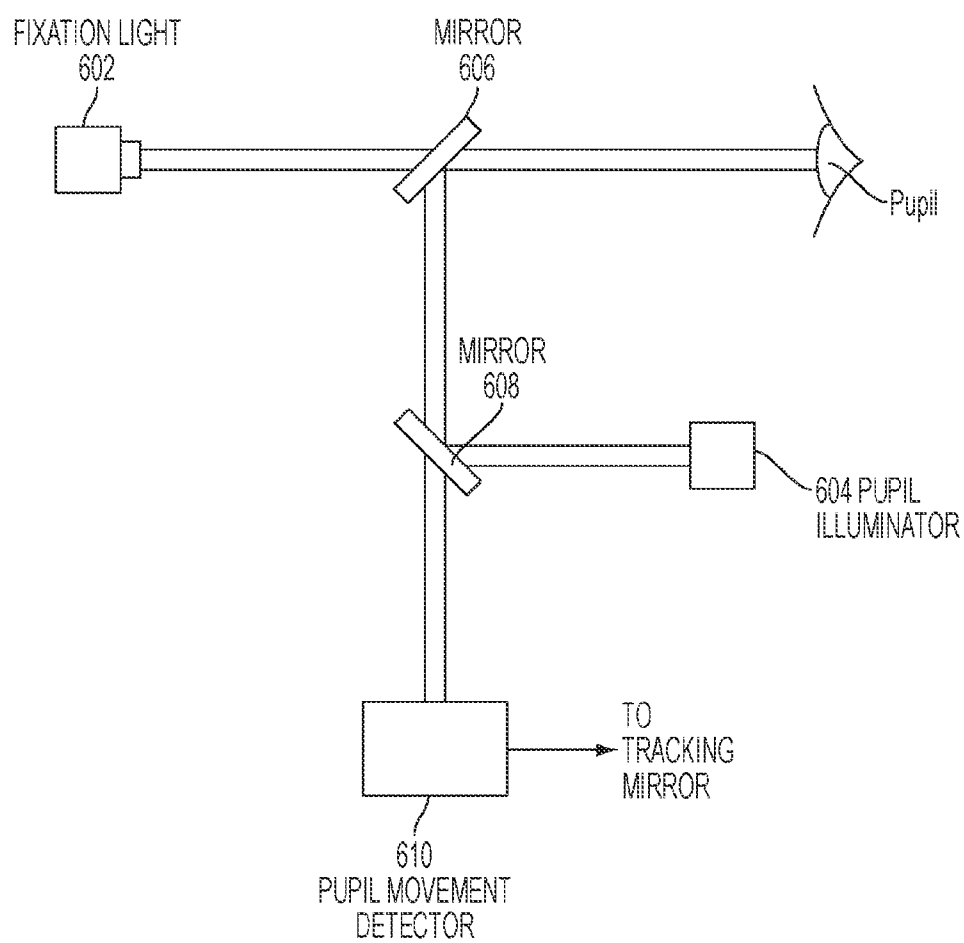 FIXATION LIGHT
602
MIRROR
606
Pupil
MIRROR
608
604 PUPIL
ILLUMINATOR
TO
TRACKING
MIRROR
610
PUPIL MOVEMENT
DETECTOR